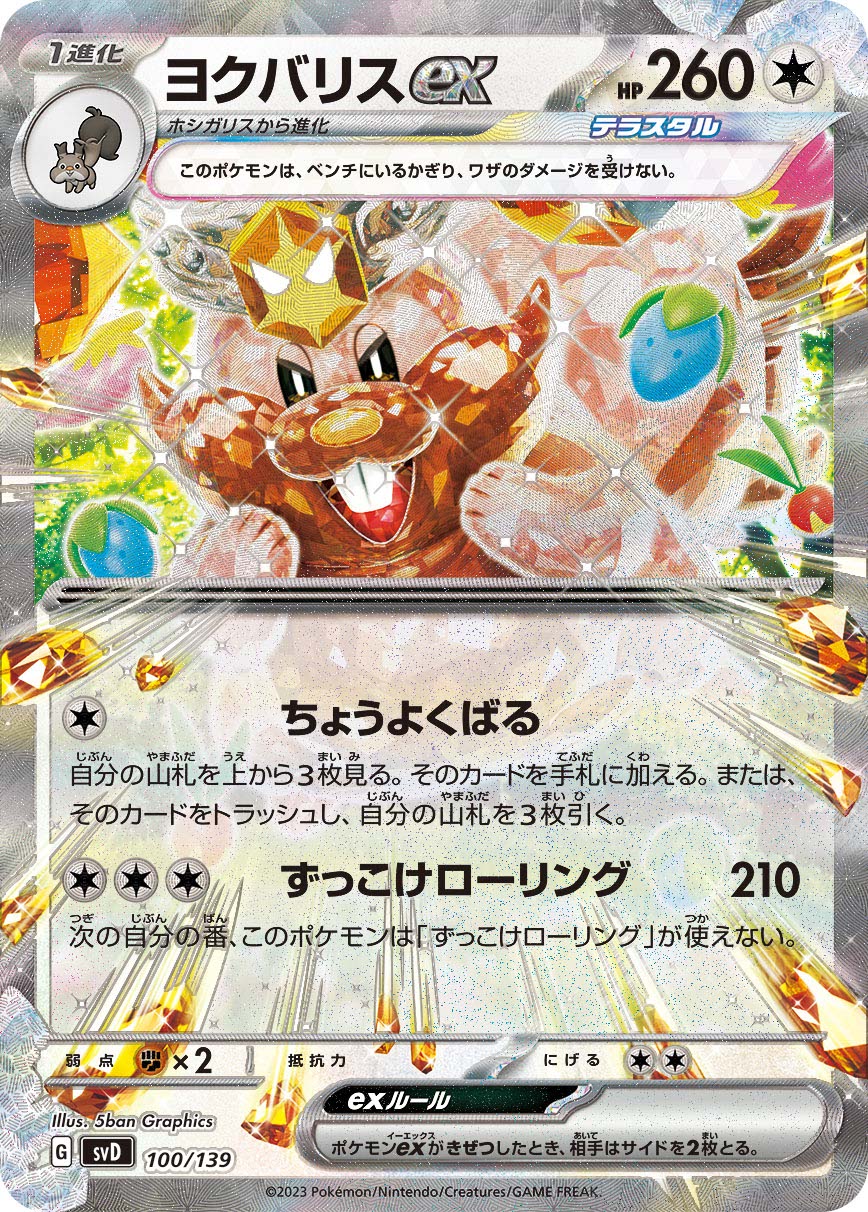 1進化
ヨクバリスex
HP260
ホシガリスから進化
テラスタル
このポケモンは、ベンチにいるかぎり、ワザのダメージを受けない。
ちょうよくばる
自分の山札を上から3枚見る。そのカードを手札に加える。または、
そのカードをトラッシュし、自分の山札を3枚引く。
ずっこけローリング 210
次の自分の番、このポケモンは「ずっこけローリング」が使えない。
弱点 ×2 抵抗力 にげる
exルール
ポケモンexがきぜつしたとき、相手はサイドを2枚とる。
Illus. 5ban Graphics
G svD 100/139
©2023 Pokémon/Nintendo/Creatures/GAME FREAK.